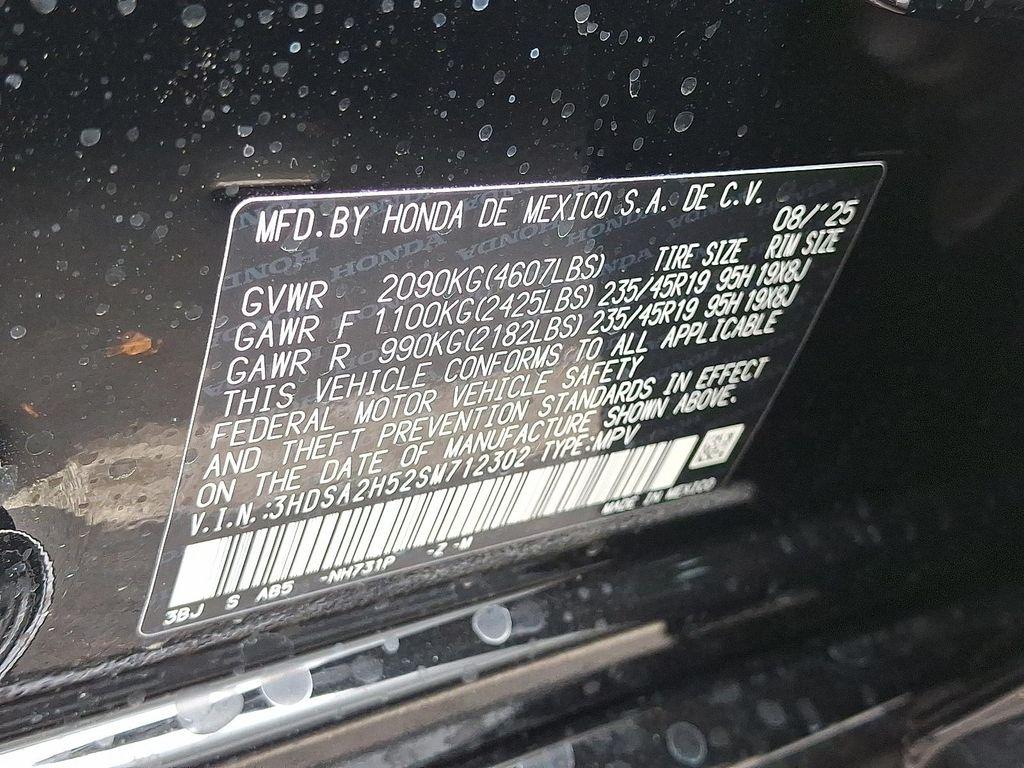 MFD. BY HONDA DE MEXICO S.A. DE C.V. 08/'25
TIRE SIZE RIM SIZE
GVWR 2090KG(4607LBS)
GAWR F 1100KG(2425LBS) 235/45R19 95H 19X8J
GAWR R 990KG(2182LBS) 235/45R19 95H 19X8J
THIS VEHICLE CONFORMS TO ALL APPLICABLE
FEDERAL MOTOR VEHICLE SAFETY
AND THEFT PREVENTION STANDARDS IN EFFECT
ON THE DATE OF MANUFACTURE SHOWN ABOVE.
V.I.N.:3HDSA2H52SM712302 TYPE:MPV
MADE IN MEXICO
3BJ S AB5 -NH731P -Z-M